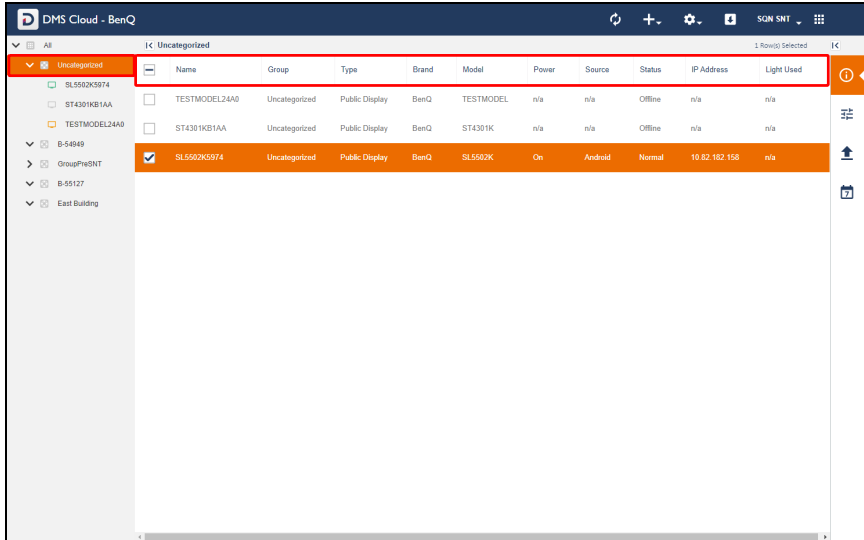 DMS Cloud - BenQ
SQN SNT
All
Uncategorized
1 Row(s) Selected
Uncategorized
SL5502K5974
ST4301KB1AA
TESTMODEL24A0
B-54949
GroupPreSNT
B-55127
East Building
Name Group Type Brand Model Power Source Status IP Address Light Used
TESTMODEL24A0 Uncategorized Public Display BenQ TESTMODEL n/a n/a Offline n/a n/a
ST4301KB1AA Uncategorized Public Display BenQ ST4301K n/a n/a Offline n/a n/a
SL5502K5974 Uncategorized Public Display BenQ SL5502K On Android Normal 10.82.182.158 n/a
7